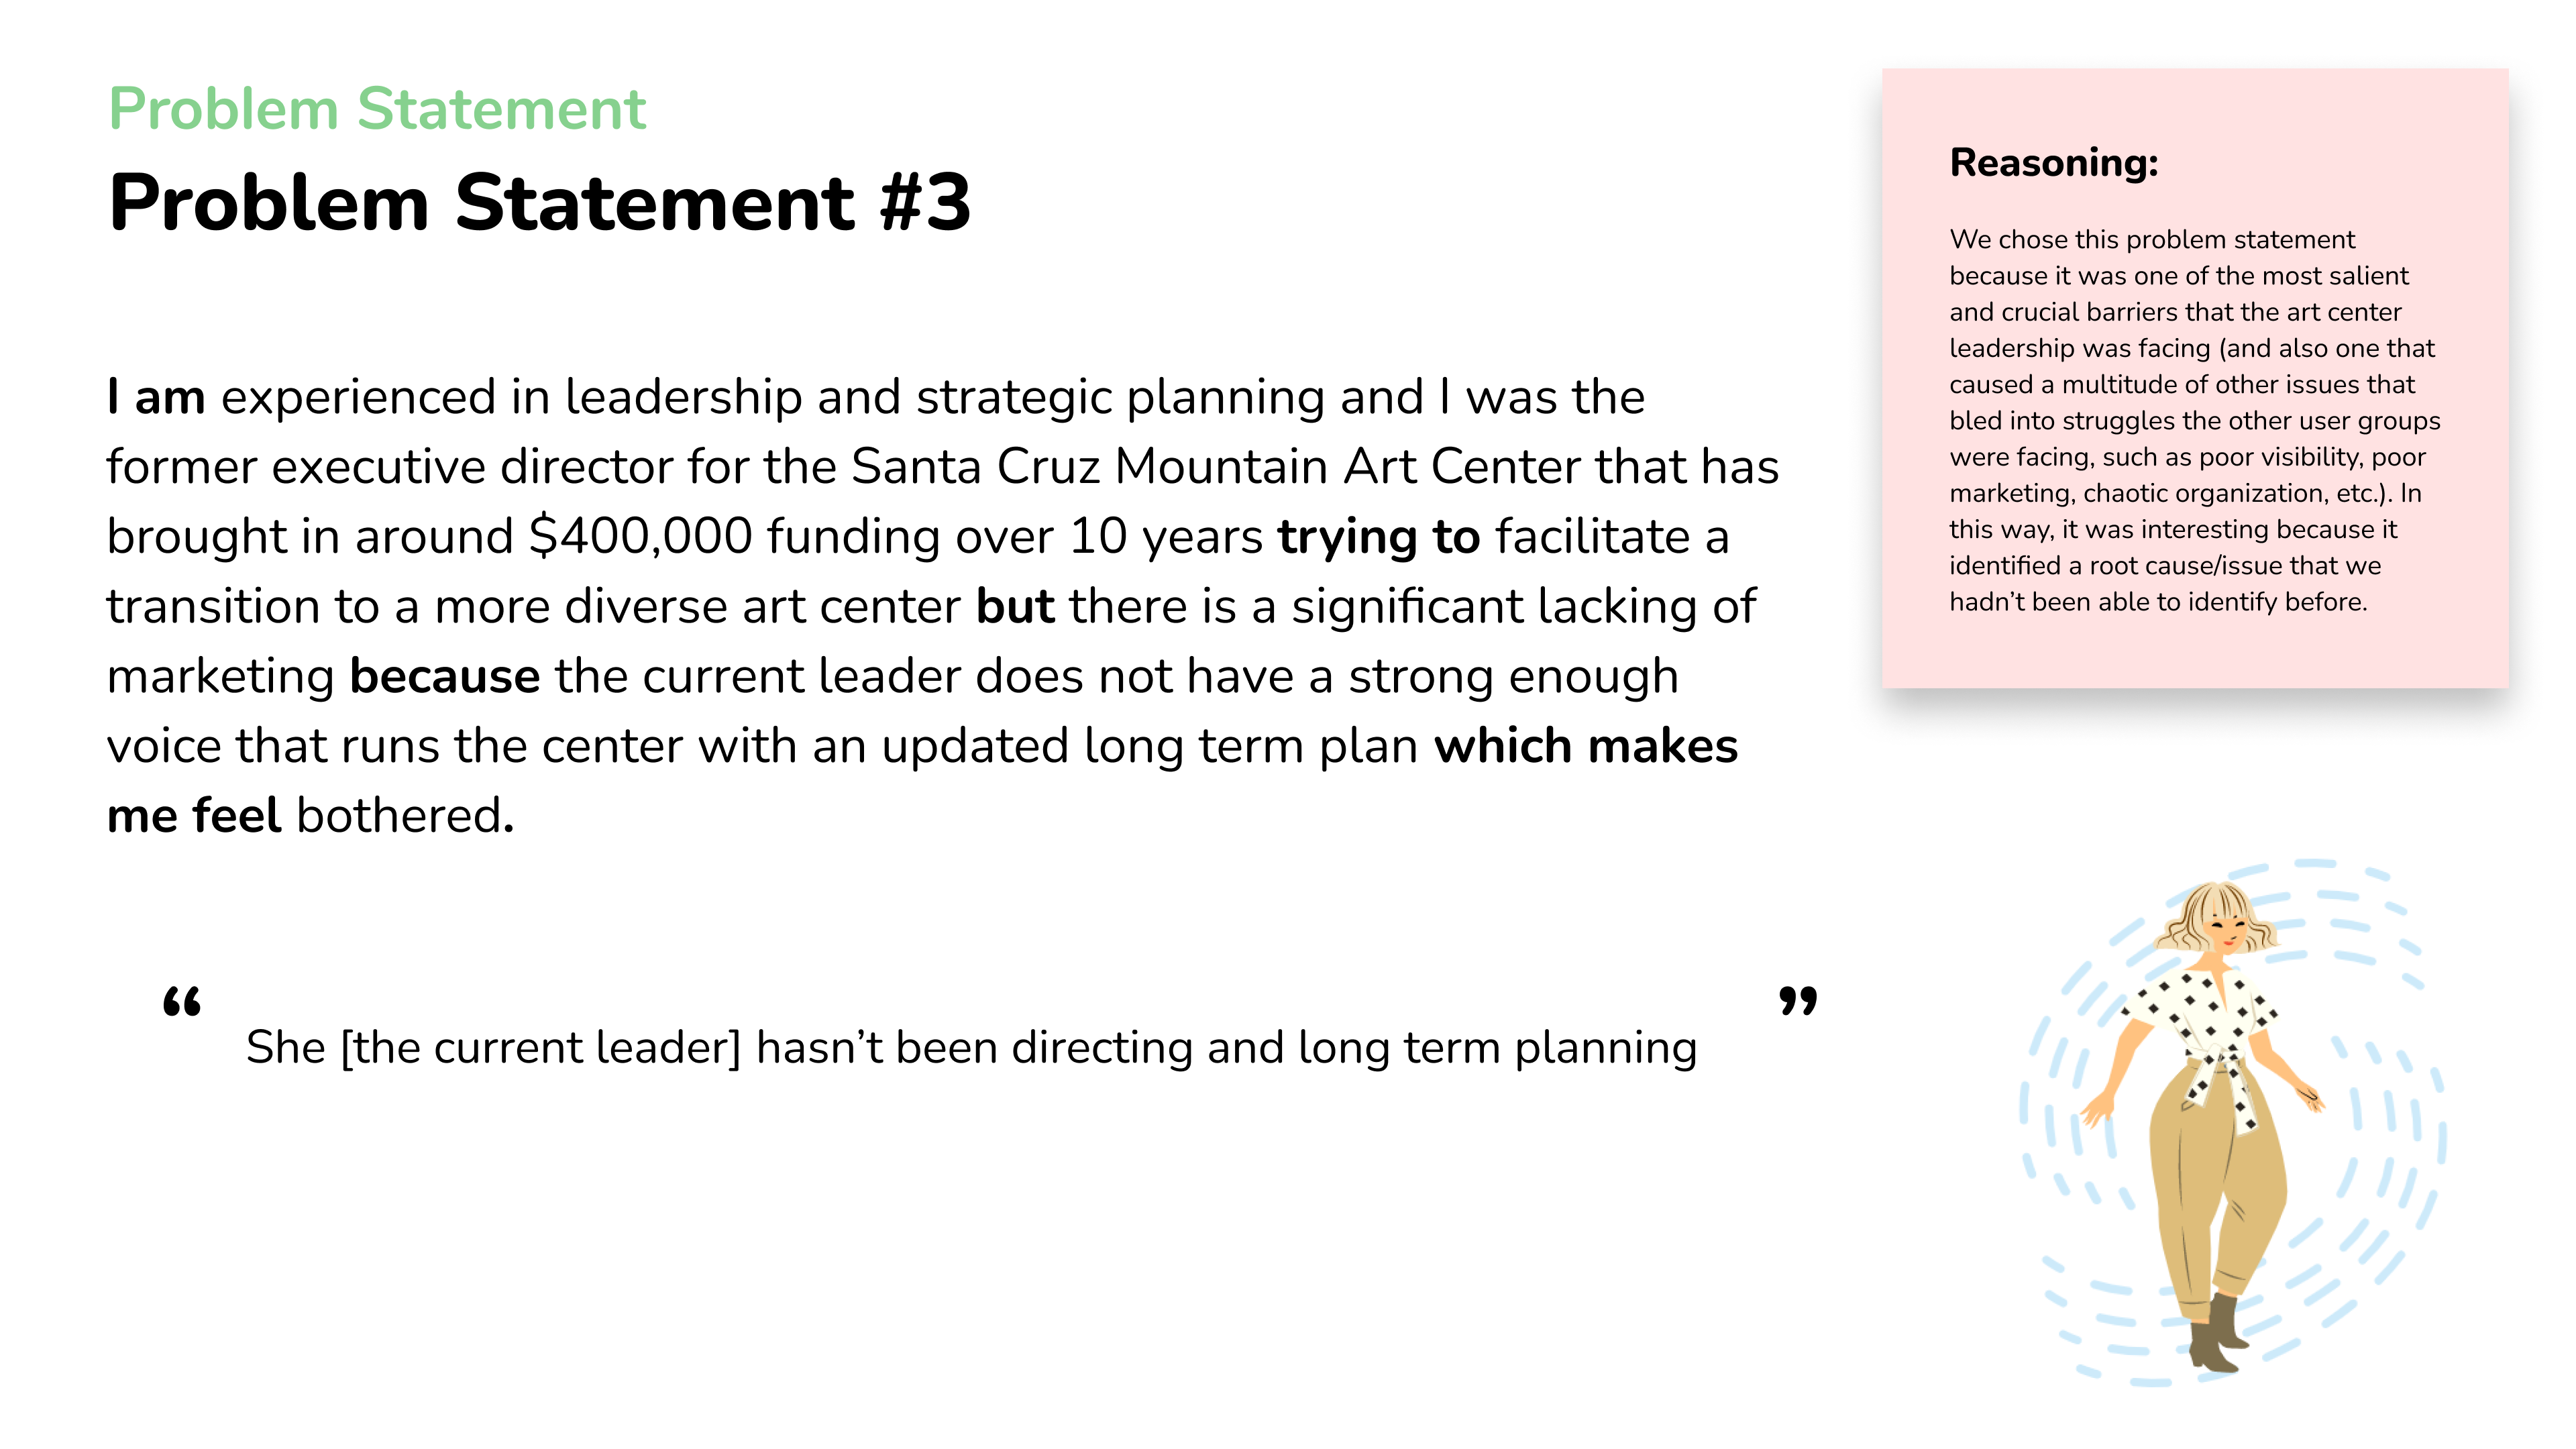 Problem Statement
Problem Statement #3
I am experienced in leadership and strategic planning and I was the
former executive director for the Santa Cruz Mountain Art Center that has
brought in around $400,000 funding over 10 years trying to facilitate a
transition to a more diverse art center but there is a significant lacking of
marketing because the current leader does not have a strong enough
voice that runs the center with an updated long term plan which makes
me feel bothered.
“ She [the current leader] hasn’t been directing and long term planning ”
Reasoning:
We chose this problem statement
because it was one of the most salient
and crucial barriers that the art center
leadership was facing (and also one that
caused a multitude of other issues that
bled into struggles the other user groups
were facing, such as poor visibility, poor
marketing, chaotic organization, etc.). In
this way, it was interesting because it
identified a root cause/issue that we
hadn’t been able to identify before.